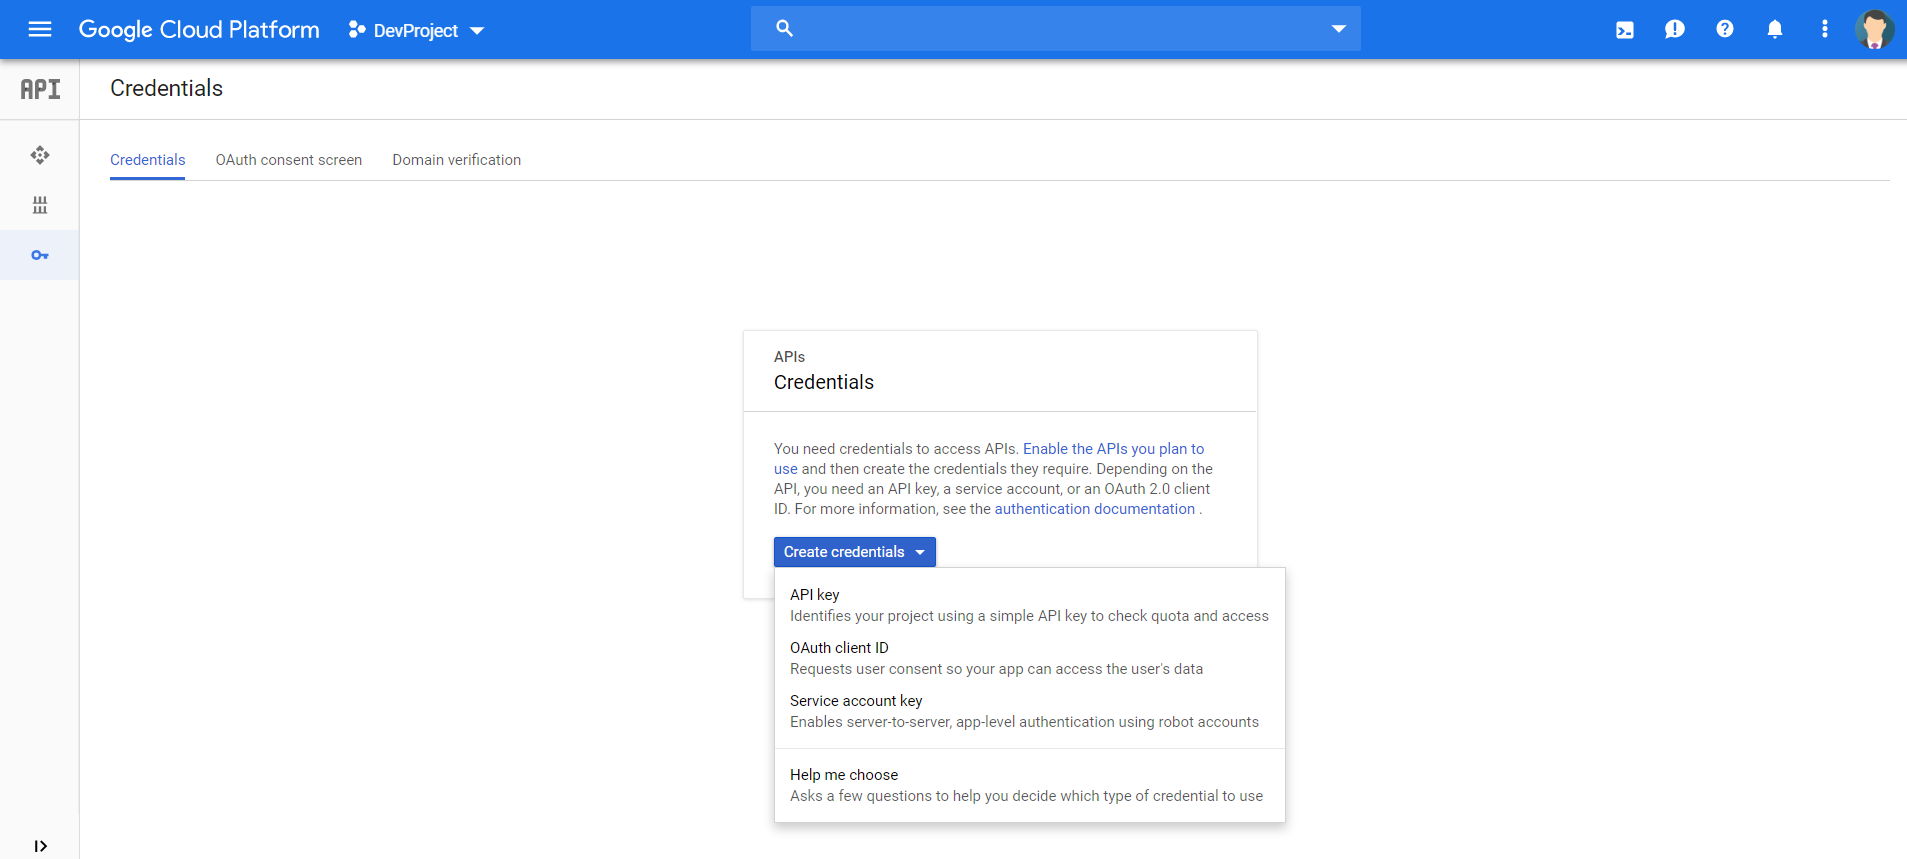 Google Cloud Platform DevProject
API Credentials
Credentials OAuth consent screen Domain verification
APIs
Credentials
You need credentials to access APIs. Enable the APIs you plan to
use and then create the credentials they require. Depending on the
API, you need an API key, a service account, or an OAuth 2.0 client
ID. For more information, see the authentication documentation .
Create credentials
API key
Identifies your project using a simple API key to check quota and access
OAuth client ID
Requests user consent so your app can access the user's data
Service account key
Enables server-to-server, app-level authentication using robot accounts
Help me choose
Asks a few questions to help you decide which type of credential to use